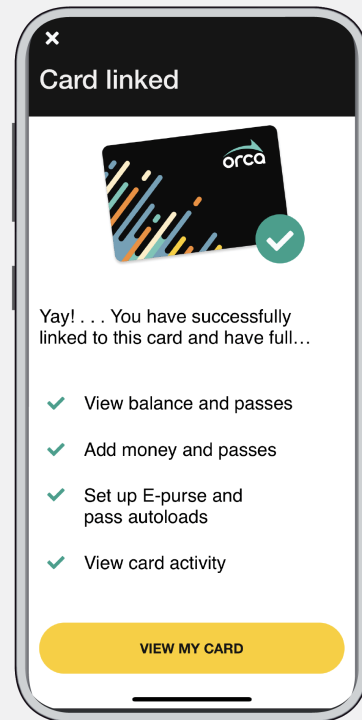 Card linked
orca
Yay! . . . You have successfully
linked to this card and have full...
View balance and passes
Add money and passes
Set up E-purse and
pass autoloads
View card activity
VIEW MY CARD